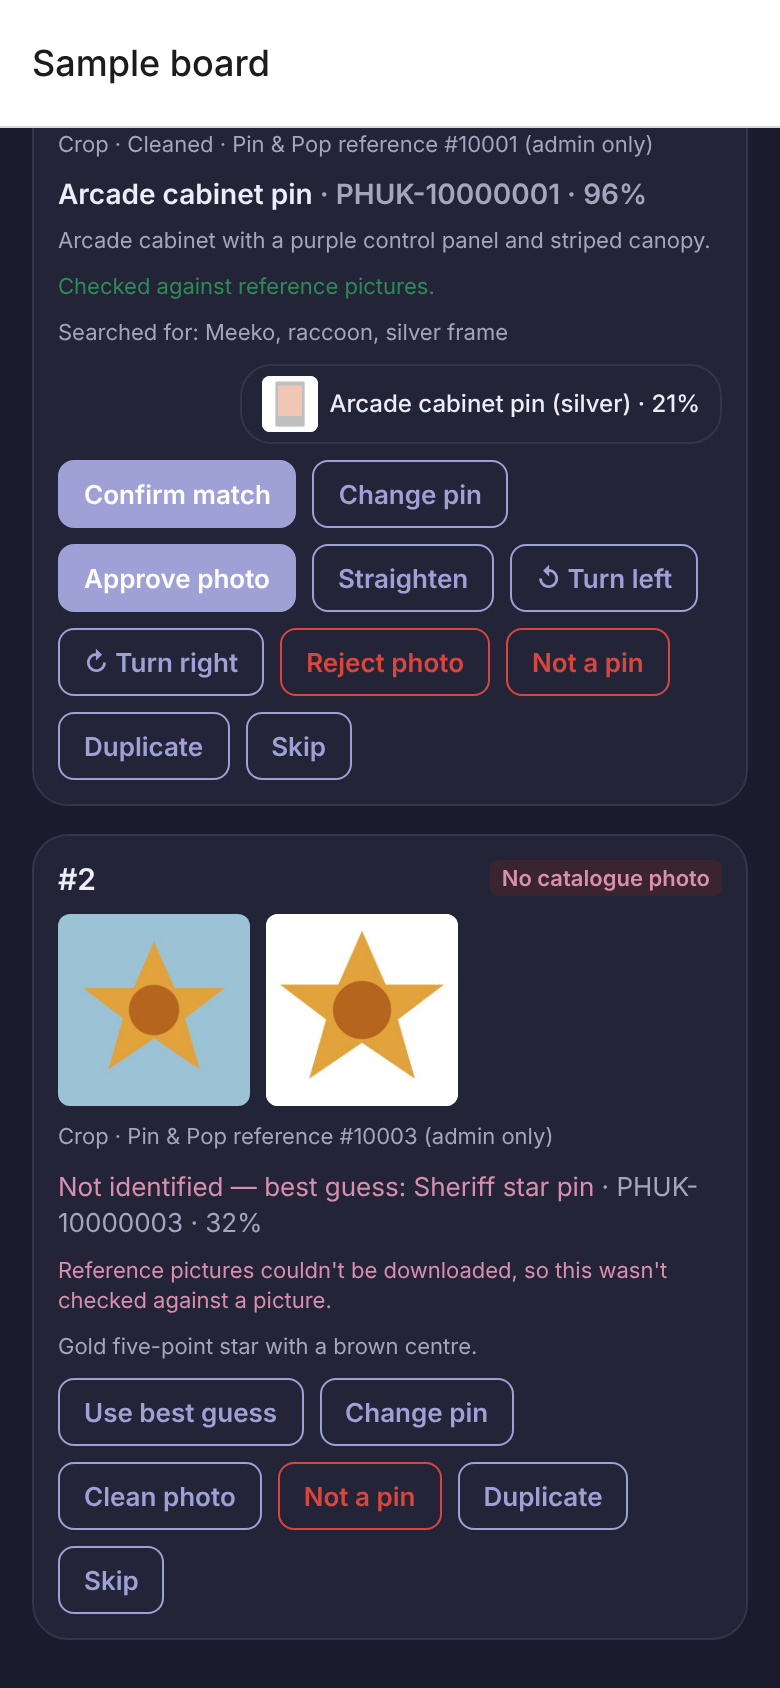 Sample board
Crop · Cleaned · Pin & Pop reference #10001 (admin only)
Arcade cabinet pin · PHUK-10000001 · 96%
Arcade cabinet with a purple control panel and striped canopy.
Checked against reference pictures.
Searched for: Meeko, raccoon, silver frame
Arcade cabinet pin (silver) · 21%
Confirm match
Change pin
Approve photo
Straighten
Turn left
Turn right
Reject photo
Not a pin
Duplicate
Skip
#2
No catalogue photo
Crop · Pin & Pop reference #10003 (admin only)
Not identified — best guess: Sheriff star pin · PHUK-
10000003 · 32%
Reference pictures couldn't be downloaded, so this wasn't
checked against a picture.
Gold five-point star with a brown centre.
Use best guess
Change pin
Clean photo
Not a pin
Duplicate
Skip